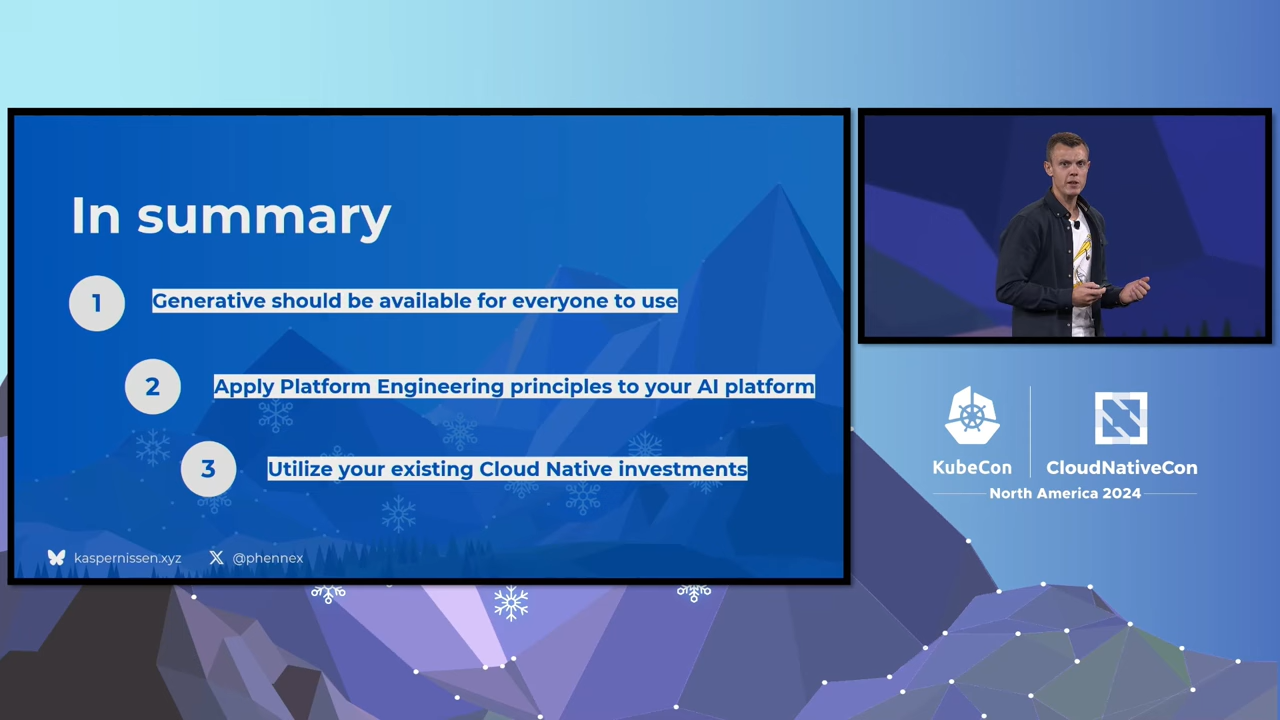 In summary
1
Generative should be available for everyone to use
2
Apply Platform Engineering principles to your AI platform
3
Utilize your existing Cloud Native investments
kaspernissen.xyz
@phennex
KubeCon
CloudNativeCon
North America 2024